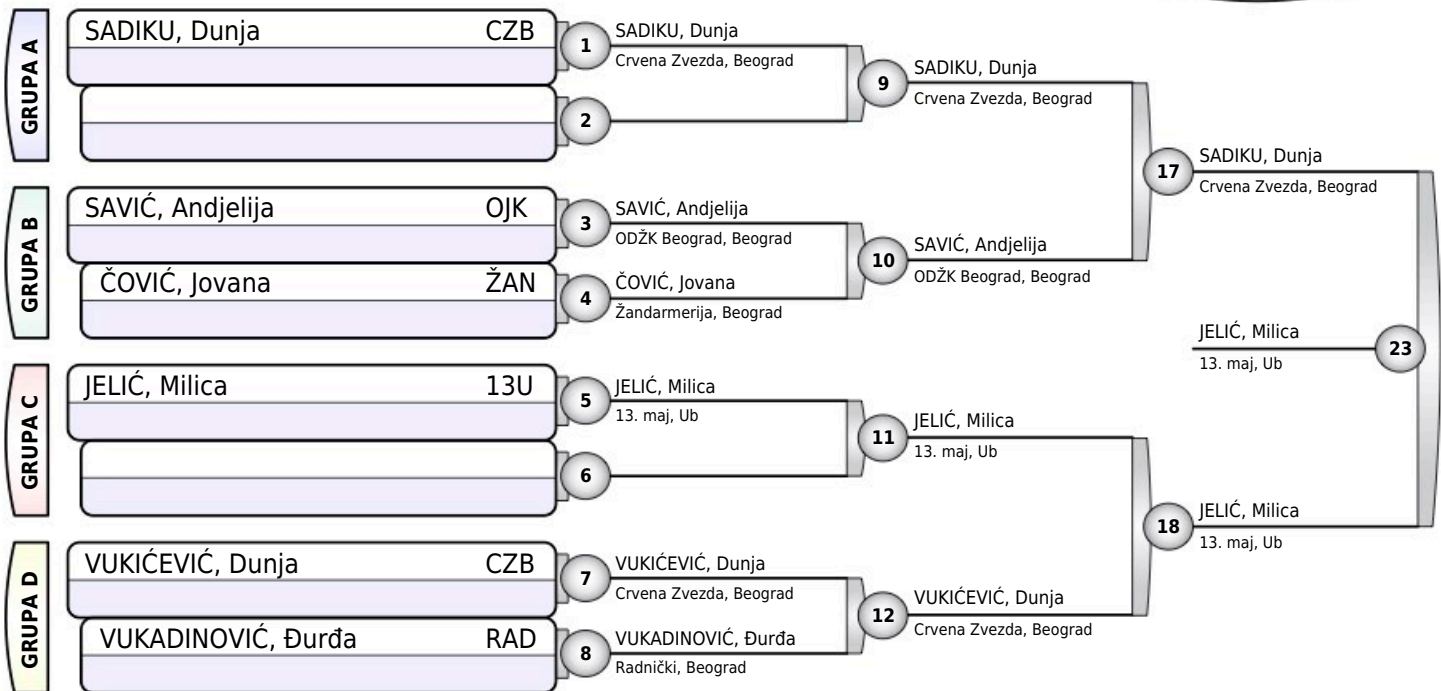 GRUPA A
SADIKU, Dunja CZB
1
SADIKU, Dunja
Crvena Zvezda, Beograd
2
9
SADIKU, Dunja
Crvena Zvezda, Beograd
GRUPA B
SAVIĆ, Andjelija OJK
3
SAVIĆ, Andjelija
ODŽK Beograd, Beograd
ČOVIĆ, Jovana ŽAN
4
ČOVIĆ, Jovana
Žandarmerija, Beograd
10
SAVIĆ, Andjelija
ODŽK Beograd, Beograd
17
SADIKU, Dunja
Crvena Zvezda, Beograd
GRUPA C
JELIĆ, Milica 13U
5
JELIĆ, Milica
13. maj, Ub
6
11
JELIĆ, Milica
13. maj, Ub
GRUPA D
VUKIĆEVIĆ, Dunja CZB
7
VUKIĆEVIĆ, Dunja
Crvena Zvezda, Beograd
VUKADINOVIĆ, Đurđa RAD
8
VUKADINOVIĆ, Đurđa
Radnički, Beograd
12
VUKIĆEVIĆ, Dunja
Crvena Zvezda, Beograd
18
JELIĆ, Milica
13. maj, Ub
JELIĆ, Milica
13. maj, Ub
23